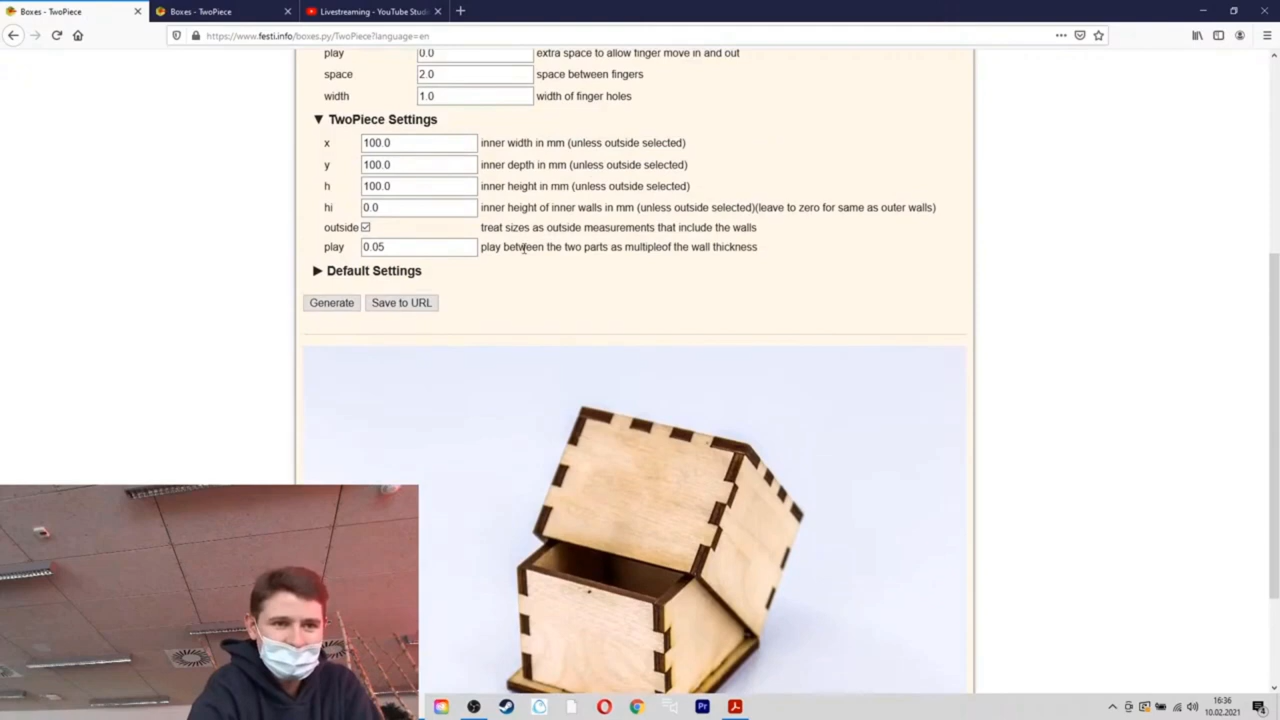 Boxes - TwoPiece
Boxes - TwoPiece
Livestreaming - YouTube Studi
https://www.festi.info/boxes.py/TwoPiece?language=en
play 0.0 extra space to allow finger move in and out
space 2.0 space between fingers
width 1.0 width of finger holes
▼ TwoPiece Settings
x 100.0 inner width in mm (unless outside selected)
y 100.0 inner depth in mm (unless outside selected)
h 100.0 inner height in mm (unless outside selected)
hi 0.0 inner height of inner walls in mm (unless outside selected)(leave to zero for same as outer walls)
outside treat sizes as outside measurements that include the walls
play 0.05 play between the two parts as multipleof the wall thickness
▶ Default Settings
Generate Save to URL
Pr
16:36
10.02.2021